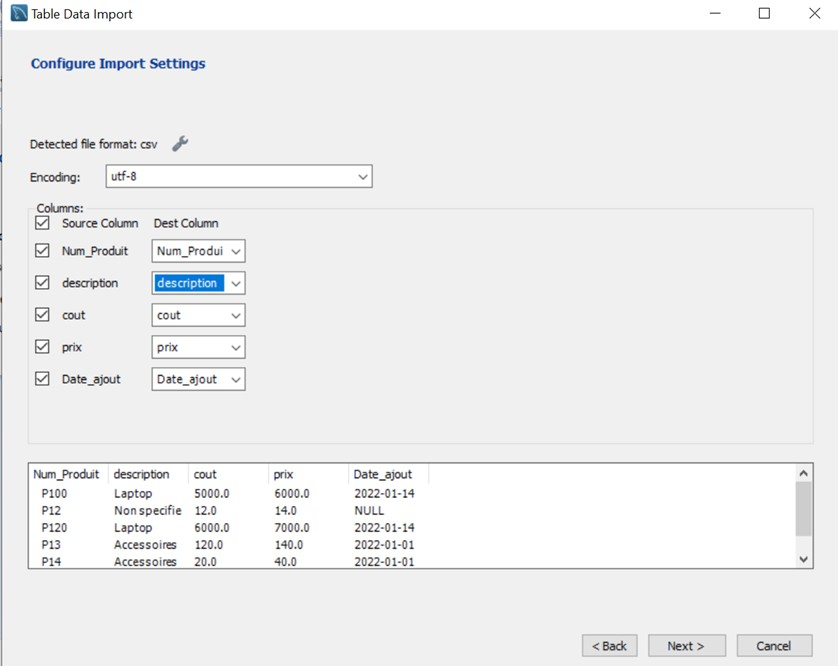 Table Data Import
Configure Import Settings
Detected file format: csv
Encoding: utf-8
Columns:
Source Column Dest Column
Num_Produit Num_Produi
description description
cout cout
prix prix
Date_ajout Date_ajout
Num_Produit description cout prix Date_ajout
P100 Laptop 5000.0 6000.0 2022-01-14
P12 Non specifie 12.0 14.0 NULL
P120 Laptop 6000.0 7000.0 2022-01-14
P13 Accessoires 120.0 140.0 2022-01-01
P14 Accessoires 20.0 40.0 2022-01-01
< Back Next > Cancel